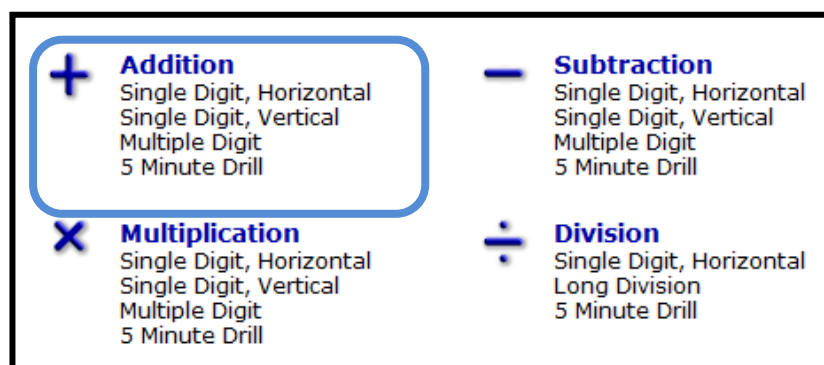 + Addition
Single Digit, Horizontal
Single Digit, Vertical
Multiple Digit
5 Minute Drill
− Subtraction
Single Digit, Horizontal
Single Digit, Vertical
Multiple Digit
5 Minute Drill
× Multiplication
Single Digit, Horizontal
Single Digit, Vertical
Multiple Digit
5 Minute Drill
÷ Division
Single Digit, Horizontal
Long Division
5 Minute Drill